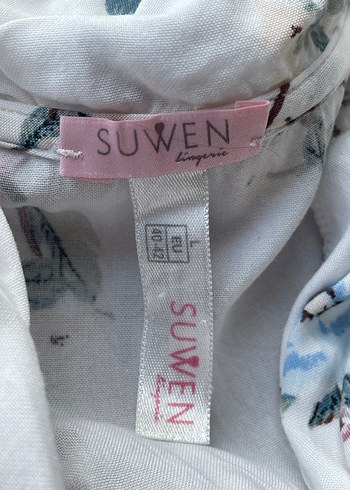 SUWEN
lingerie
L
EU
40-42
SUWEN
lingerie